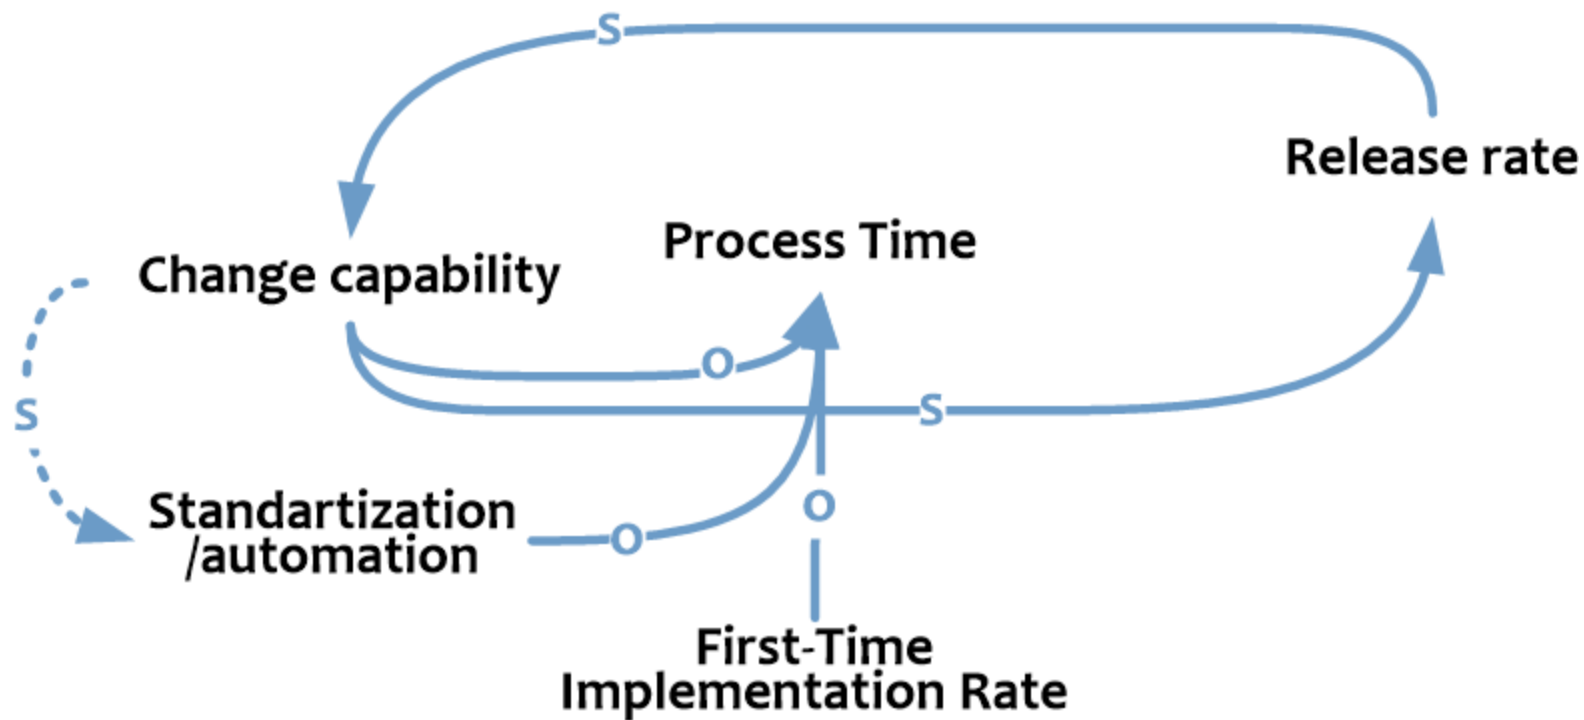 S
Release rate
Process Time
Change capability
O
S
S
Standartization
/automation
O
O
First-Time
Implementation Rate